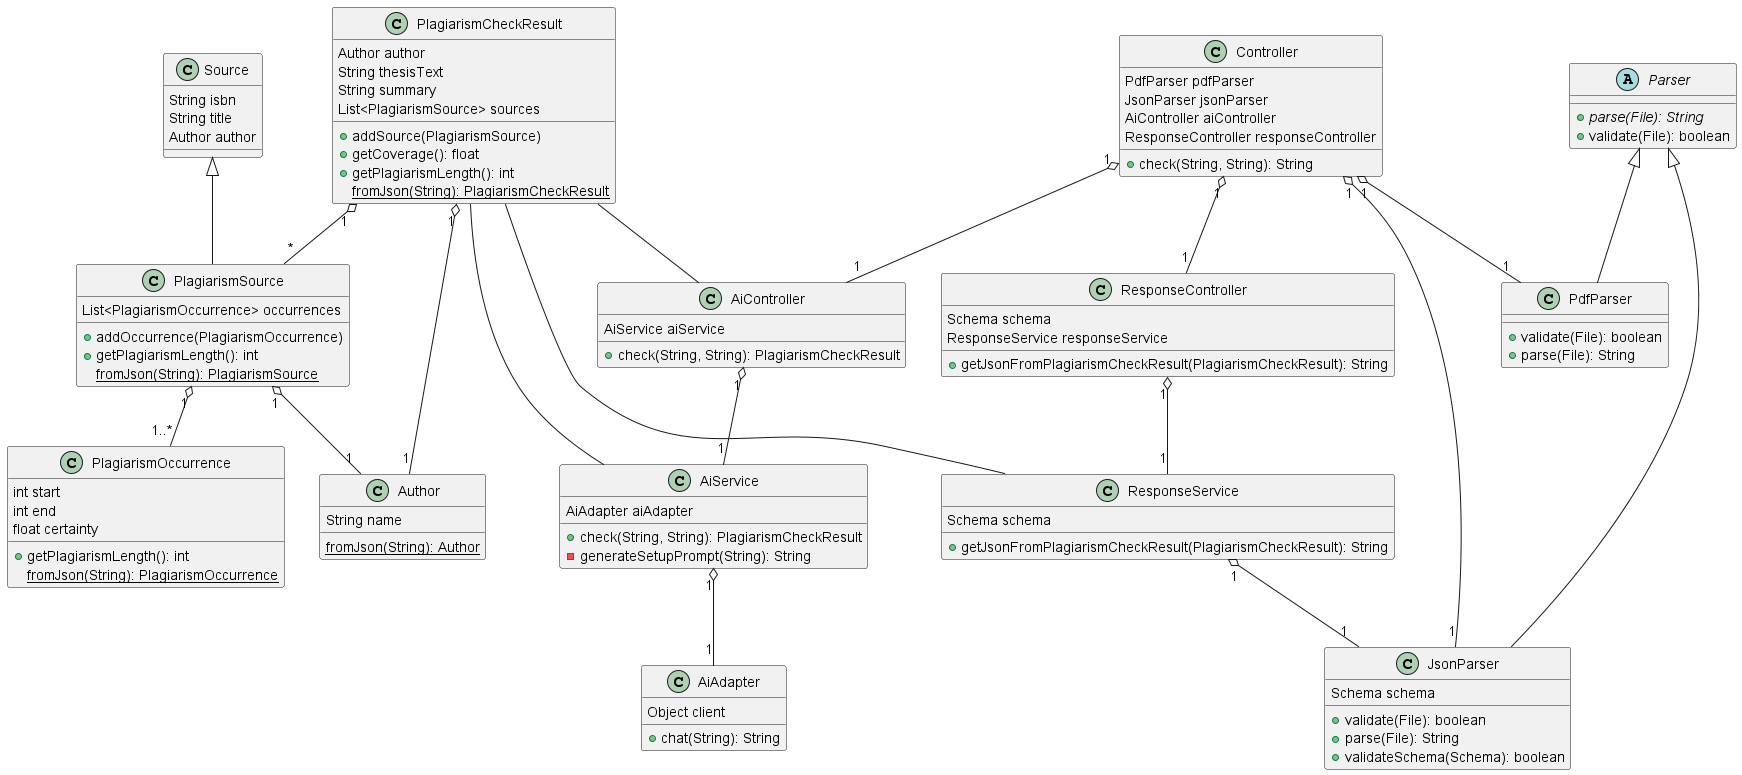 C PlagiarismCheckResult
Author author
String thesisText
String summary
List<PlagiarismSource> sources
addSource(PlagiarismSource)
getCoverage(): float
getPlagiarismLength(): int
fromJson(String): PlagiarismCheckResult
C Source
String isbn
String title
Author author
C Controller
PdfParser pdfParser
JsonParser jsonParser
AiController aiController
ResponseController responseController
check(String, String): String
A Parser
parse(File): String
validate(File): boolean
1
1
1
1
1
1
1
*
1
1
1
C PlagiarismSource
List<PlagiarismOccurrence> occurrences
addOccurrence(PlagiarismOccurrence)
getPlagiarismLength(): int
fromJson(String): PlagiarismSource
C AiController
AiService aiService
check(String, String): PlagiarismCheckResult
C ResponseController
Schema schema
ResponseService responseService
getJsonFromPlagiarismCheckResult(PlagiarismCheckResult): String
C PdfParser
validate(File): boolean
parse(File): String
1
1
1
1
1..*
1
1
1
1
C PlagiarismOccurrence
int start
int end
float certainty
getPlagiarismLength(): int
fromJson(String): PlagiarismOccurrence
C Author
String name
fromJson(String): Author
C AiService
AiAdapter aiAdapter
check(String, String): PlagiarismCheckResult
generateSetupPrompt(String): String
C ResponseService
Schema schema
getJsonFromPlagiarismCheckResult(PlagiarismCheckResult): String
1
1
1
1
1
C AiAdapter
Object client
chat(String): String
C JsonParser
Schema schema
validate(File): boolean
parse(File): String
validateSchema(Schema): boolean